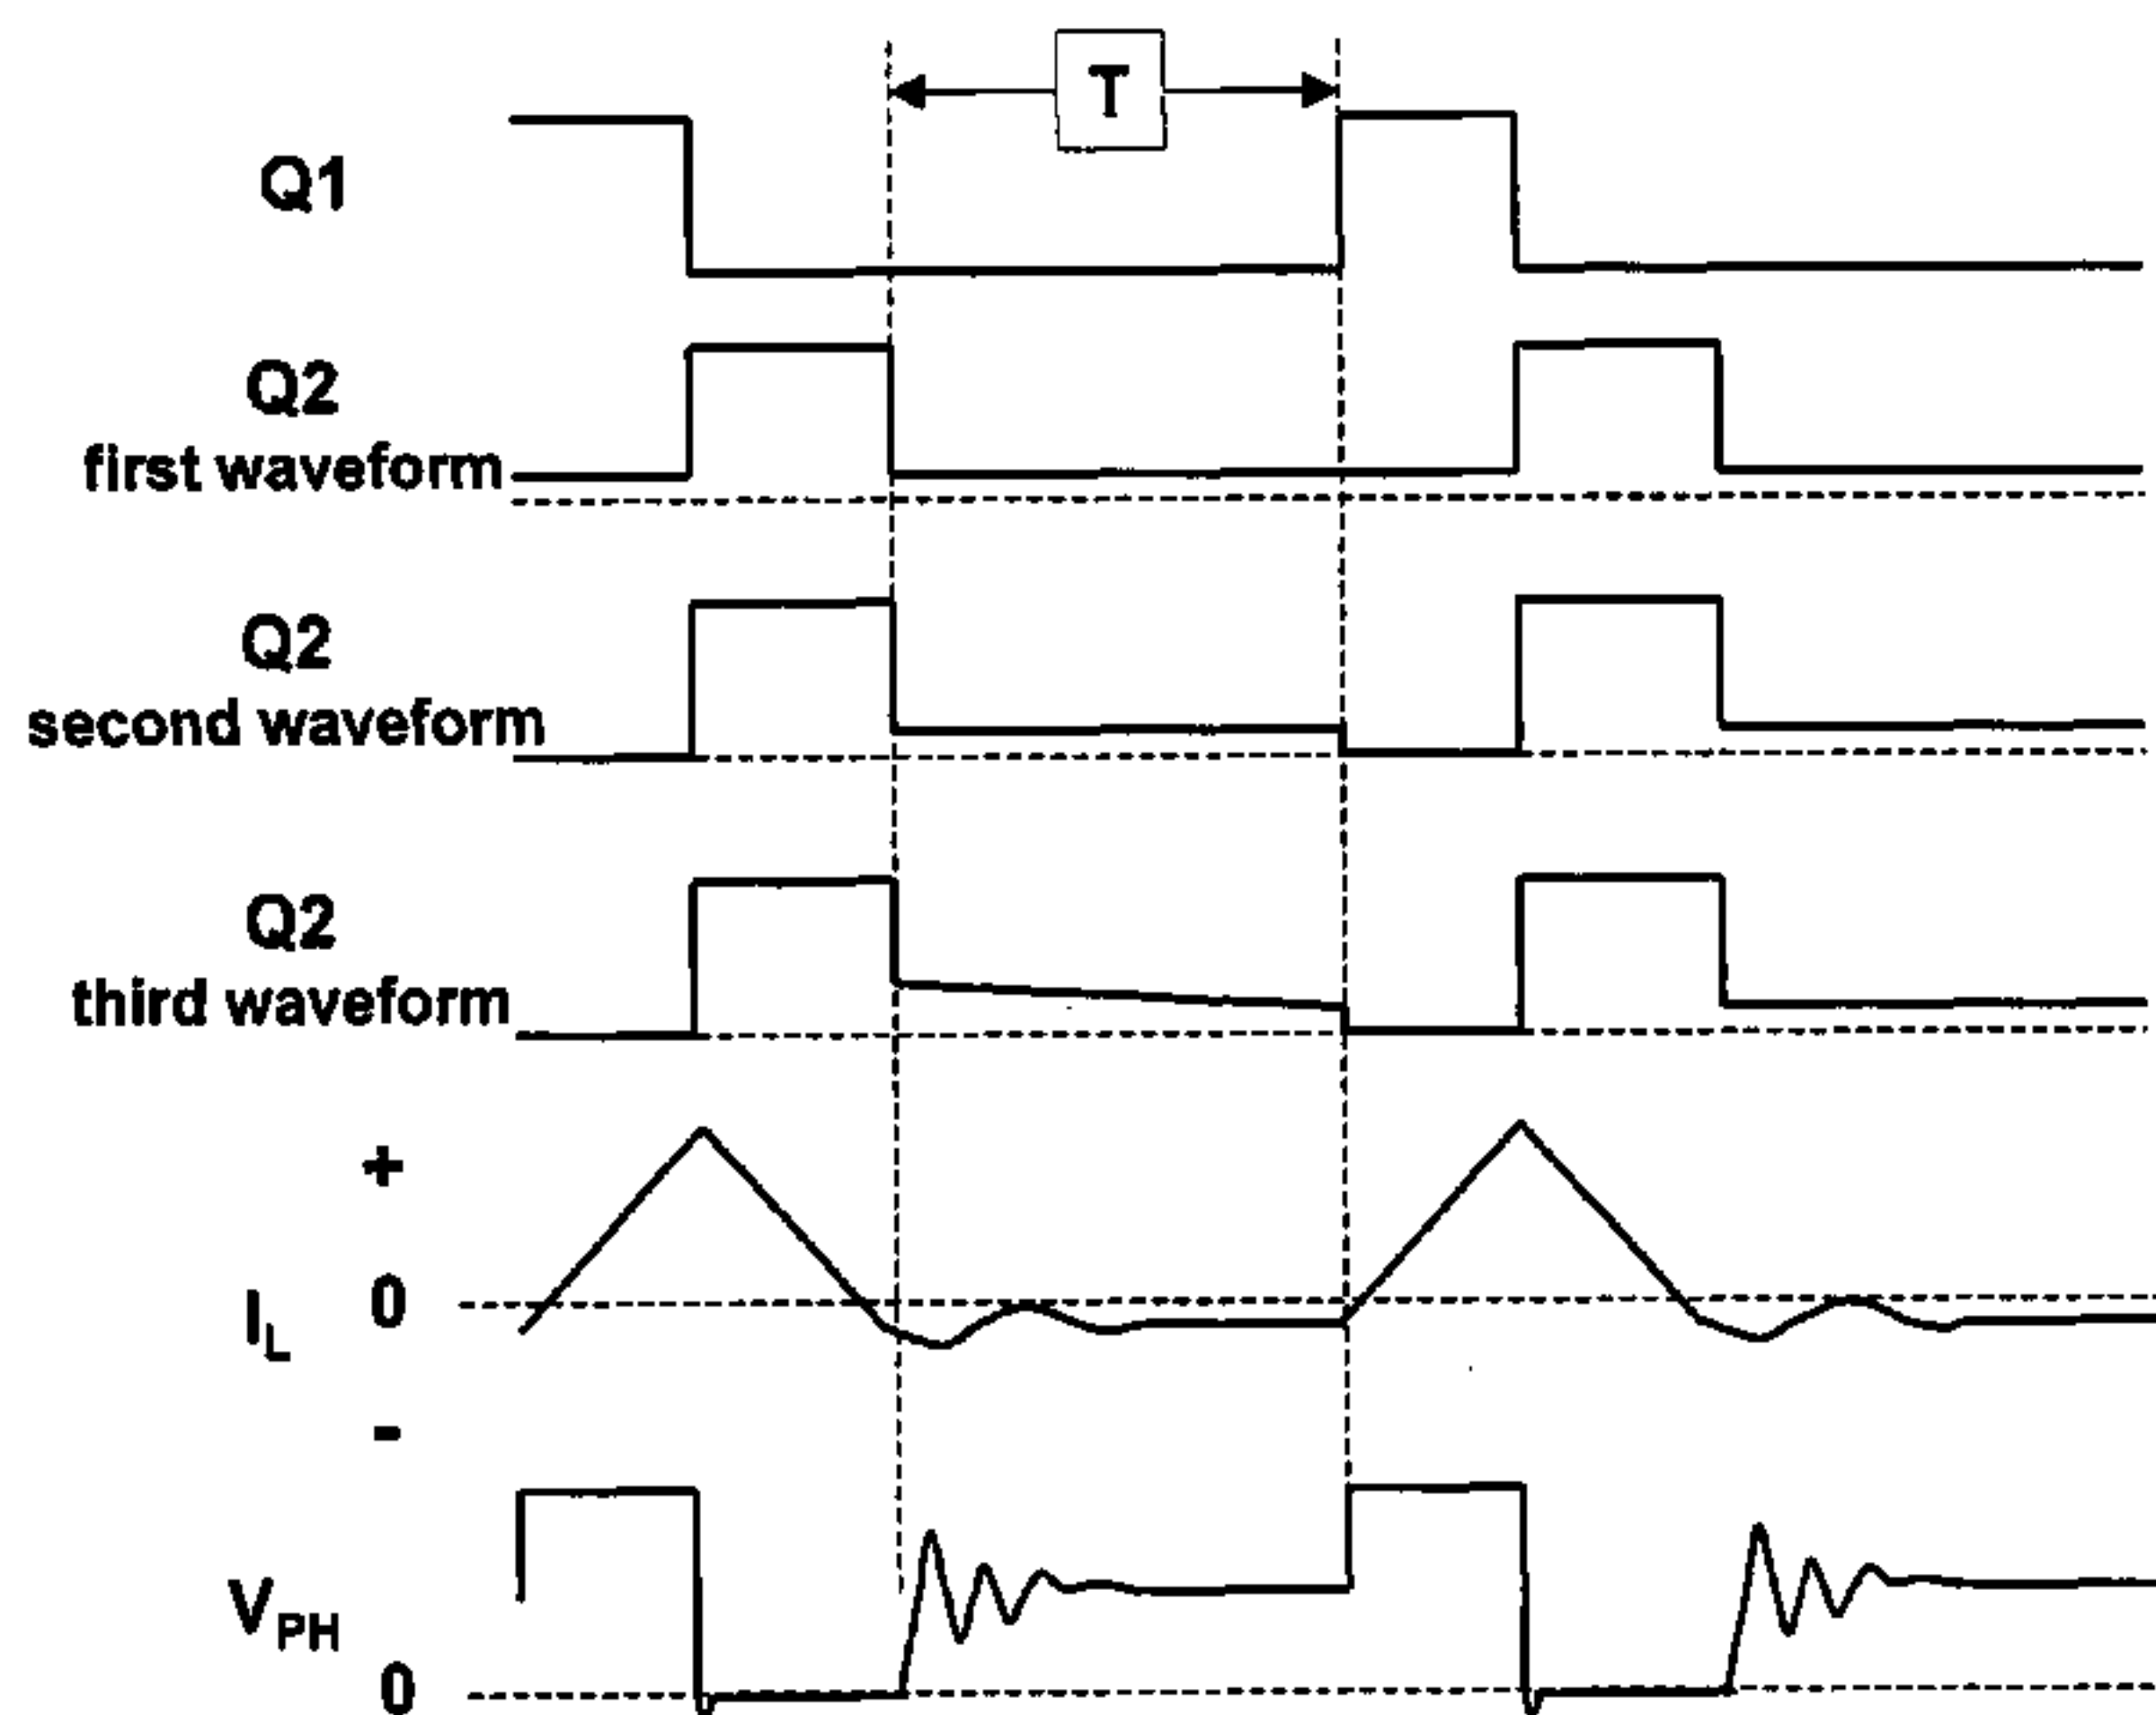 T
Q1
Q2
first waveform
Q2
second waveform
Q2
third waveform
+
0
IL
-
VPH
0